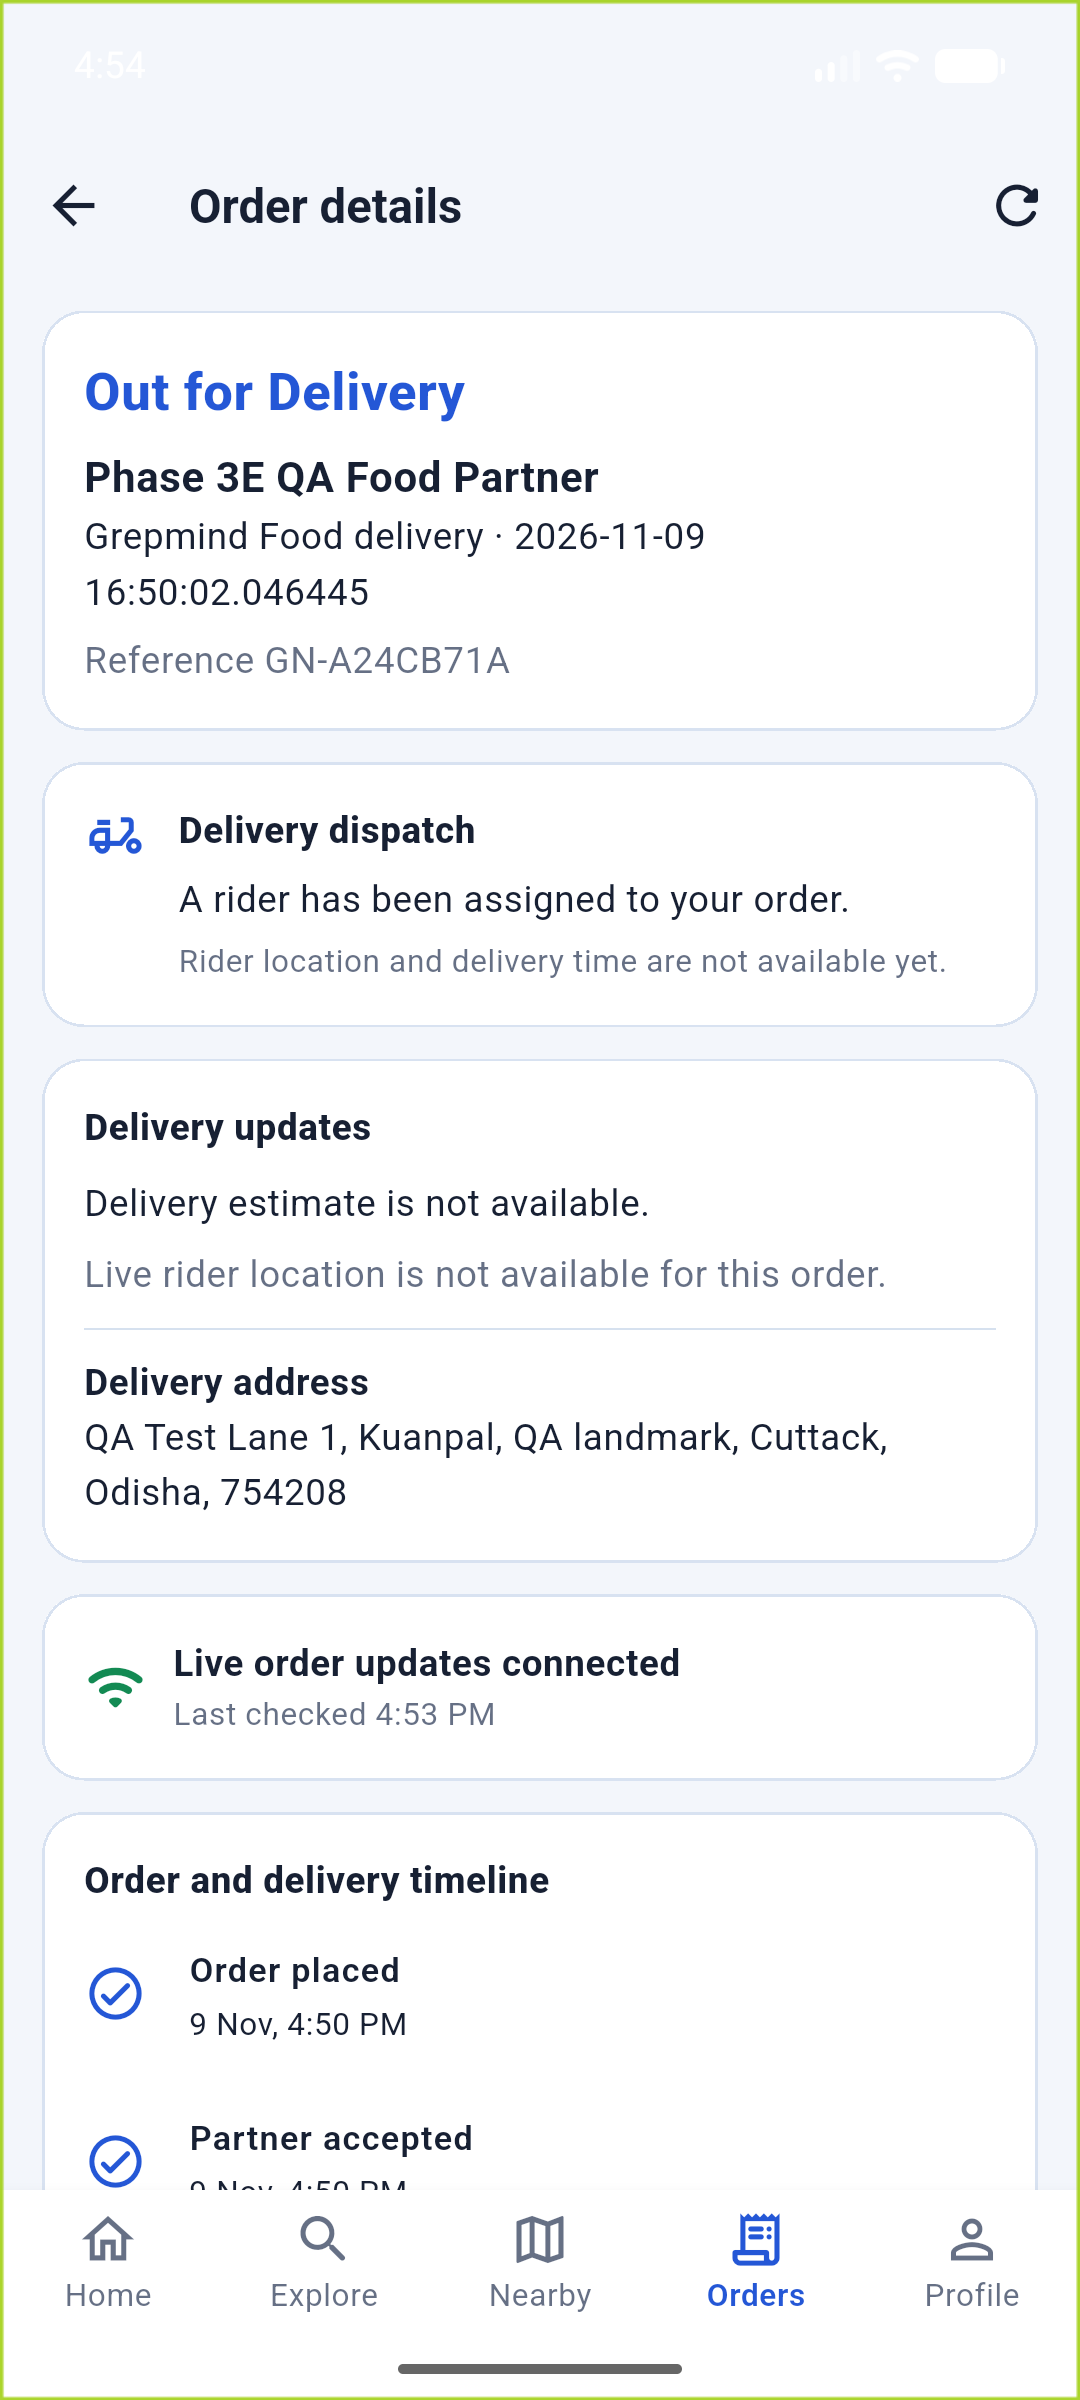 4:54
Order details
Out for Delivery
Phase 3E QA Food Partner
Grepmind Food delivery · 2026-11-09
16:50:02.046445
Reference GN-A24CB71A
Delivery dispatch
A rider has been assigned to your order.
Rider location and delivery time are not available yet.
Delivery updates
Delivery estimate is not available.
Live rider location is not available for this order.
Delivery address
QA Test Lane 1, Kuanpal, QA landmark, Cuttack,
Odisha, 754208
Live order updates connected
Last checked 4:53 PM
Order and delivery timeline
Order placed
9 Nov, 4:50 PM
Partner accepted
9 Nov, 4:50 PM
Home
Explore
Nearby
Orders
Profile